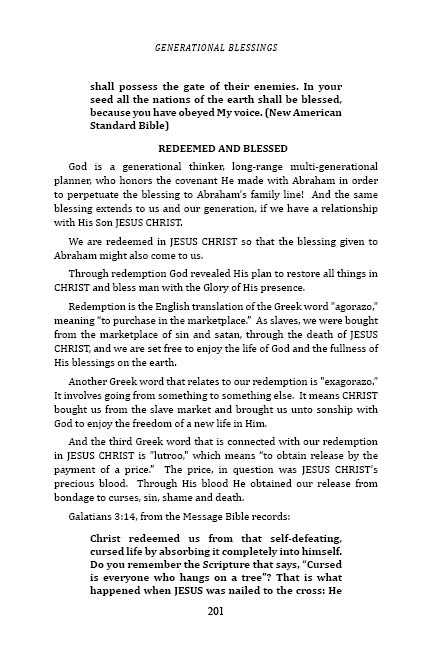 GENERATIONAL BLESSINGS
shall possess the gate of their enemies. In your
seed all the nations of the earth shall be blessed,
because you have obeyed My voice. (New American
Standard Bible)
REDEEMED AND BLESSED
God is a generational thinker, long-range multi-generational
planner, who honors the covenant He made with Abraham in order
to perpetuate the blessing to Abraham's family line! And the same
blessing extends to us and our generation, if we have a relationship
with His Son JESUS CHRIST.
We are redeemed in JESUS CHRIST so that the blessing given to
Abraham might also come to us.
Through redemption God revealed His plan to restore all things in
CHRIST and bless man with the Glory of His presence.
Redemption is the English translation of the Greek word "agorazo,"
meaning "to purchase in the marketplace." As slaves, we were bought
from the marketplace of sin and satan, through the death of JESUS
CHRIST, and we are set free to enjoy the life of God and the fullness of
His blessings on the earth.
Another Greek word that relates to our redemption is "exagorazo."
It involves going from something to something else. It means CHRIST
bought us from the slave market and brought us unto sonship with
God to enjoy the freedom of a new life in Him.
And the third Greek word that is connected with our redemption
in JESUS CHRIST is "lutroo," which means "to obtain release by the
payment of a price." The price, in question was JESUS CHRIST's
precious blood. Through His blood He obtained our release from
bondage to curses, sin, shame and death.
Galatians 3:14, from the Message Bible records:
Christ redeemed us from that self-defeating,
cursed life by absorbing it completely into himself.
Do you remember the Scripture that says, "Cursed
is everyone who hangs on a tree"? That is what
happened when JESUS was nailed to the cross: He
201